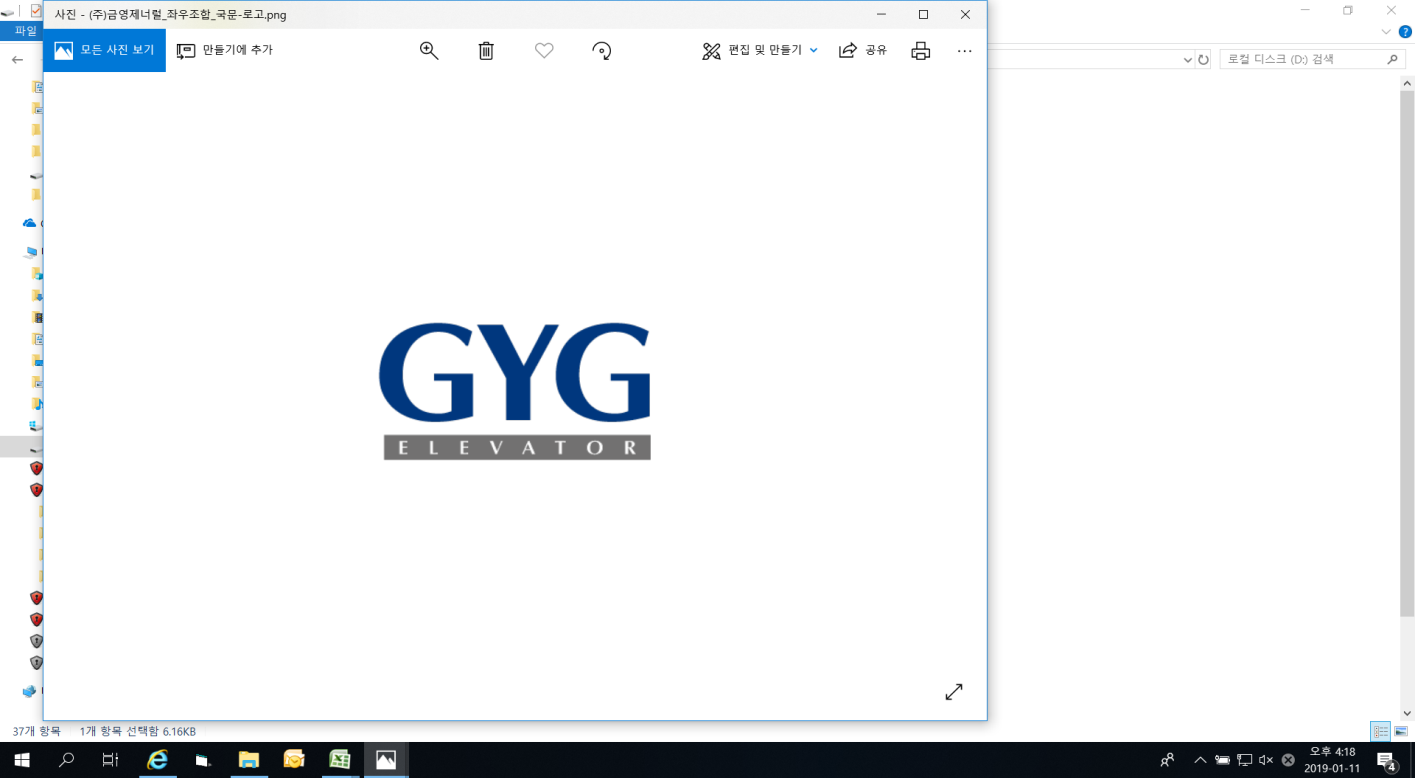 사진 - (주)금영제너럴_좌우조합_국문-로고.png
파일
모든 사진 보기
만들기에 추가
편집 및 만들기
공유
로컬 디스크 (D:) 검색
GYG
ELEVATOR
37개 항목
1개 항목 선택함 6.16KB
오후 4:18
2019-01-11
4